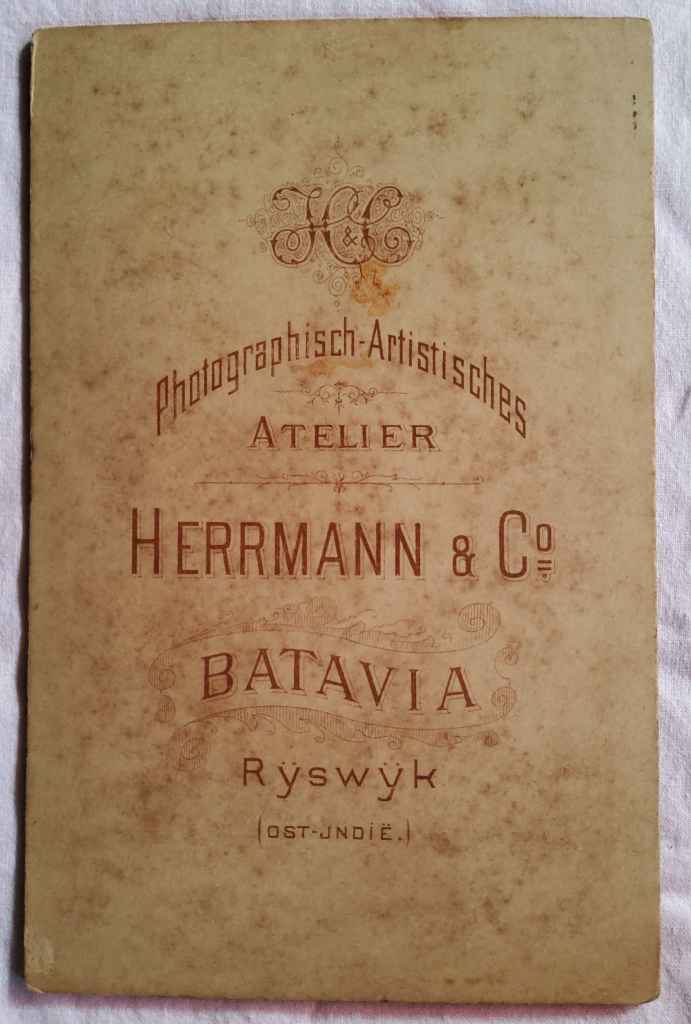 H&C
Photographisch-Artistisches
ATELIER
HERRMANN & Co
BATAVIA
Rÿswÿk
(OST-JNDIË.)